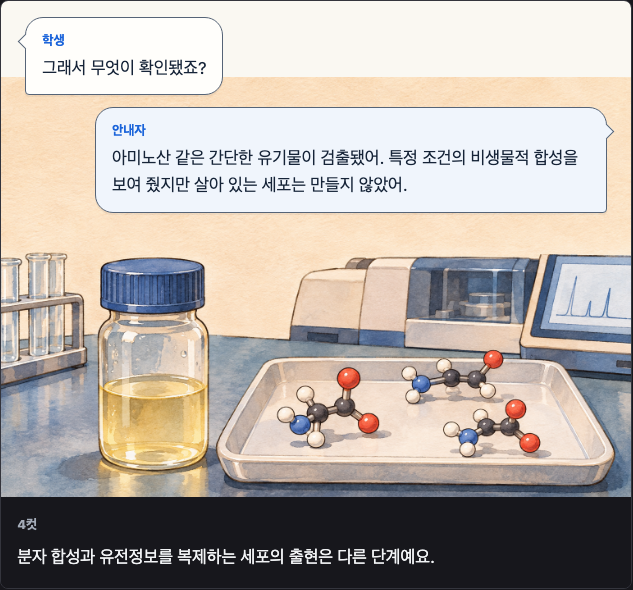 학생
그래서 무엇이 확인됐죠?
안내자
아미노산 같은 간단한 유기물이 검출됐어. 특정 조건의 비생물적 합성을
보여 줬지만 살아 있는 세포는 만들지 않았어.
4컷
분자 합성과 유전정보를 복제하는 세포의 출현은 다른 단계예요.